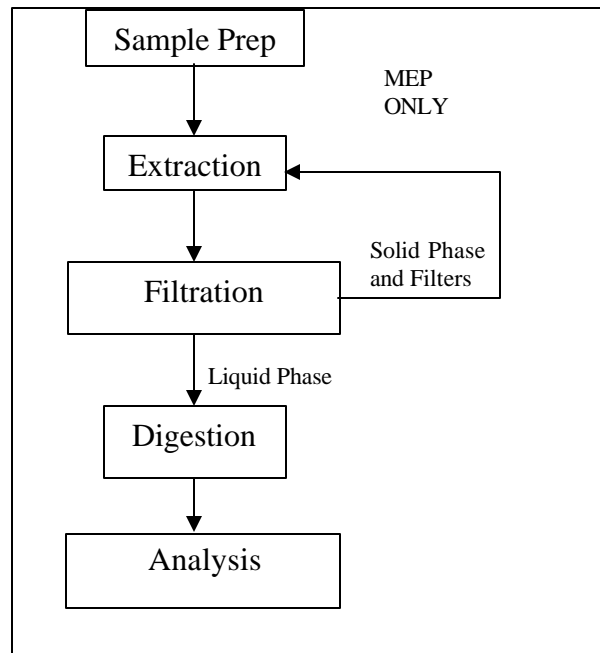 Sample Prep
MEP
ONLY
Extraction
Solid Phase
and Filters
Filtration
Liquid Phase
Digestion
Analysis